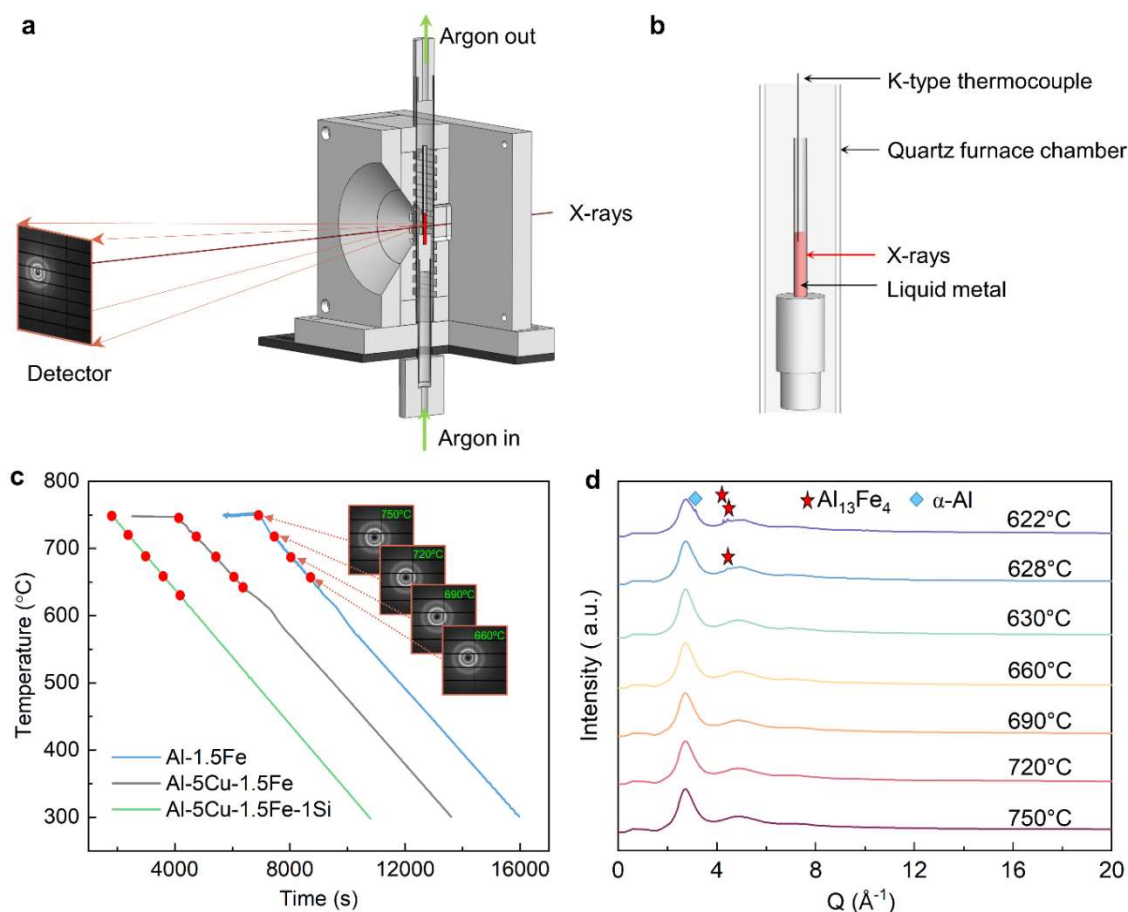 a
Argon out
X-rays
Detector
Argon in
b
K-type thermocouple
Quartz furnace chamber
X-rays
Liquid metal
c
800
700
600
500
400
300
Temperature (°C)
750°C
720°C
690°C
660°C
Al-1.5Fe
Al-5Cu-1.5Fe
Al-5Cu-1.5Fe-1Si
4000 8000 12000 16000
Time (s)
d
Al₁₃Fe₄ α-Al
622°C
628°C
630°C
660°C
690°C
720°C
750°C
Intensity ( a.u.)
0 4 8 12 16 20
Q (Å⁻¹)